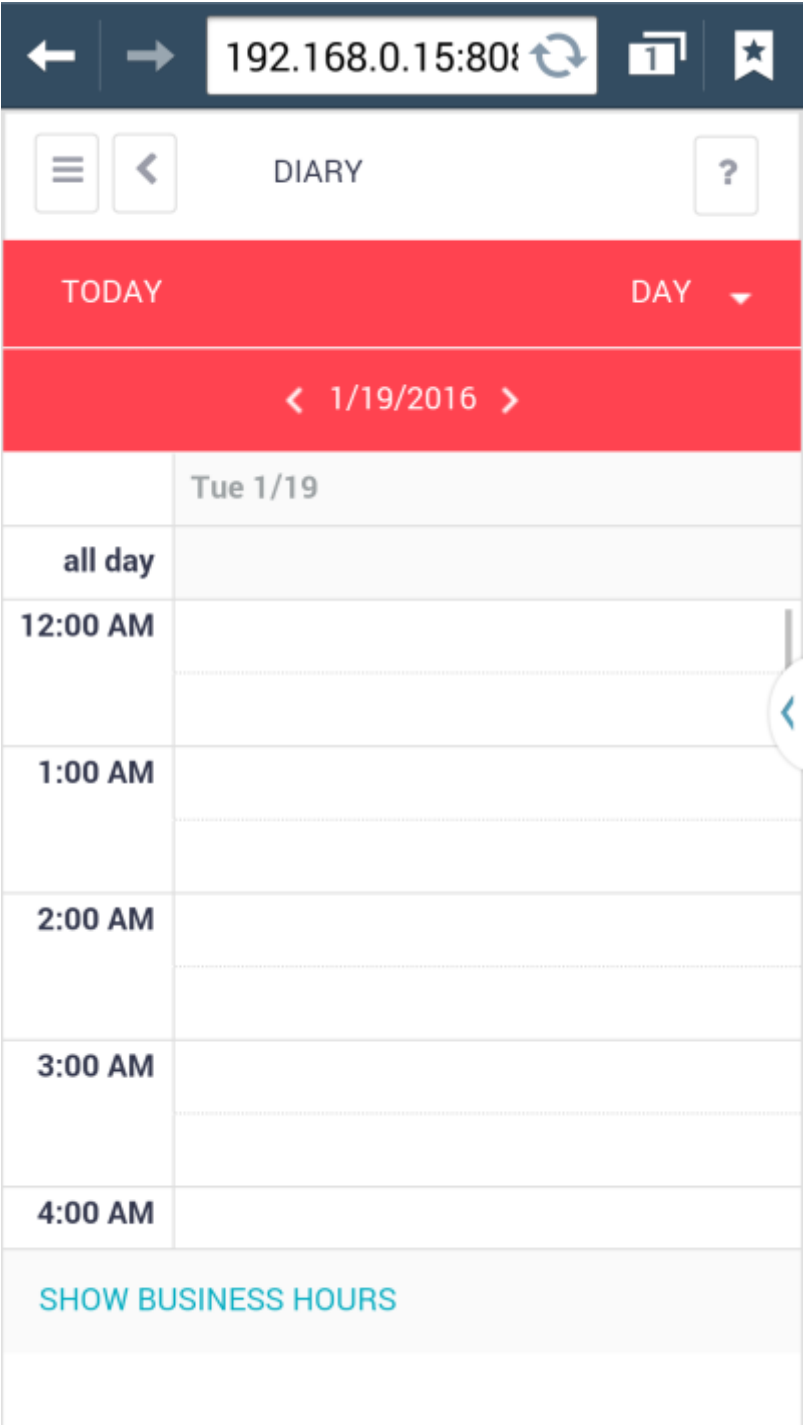 192.168.0.15:808
1
DIARY
?
TODAY
DAY
1/19/2016
Tue 1/19
all day
12:00 AM
1:00 AM
2:00 AM
3:00 AM
4:00 AM
SHOW BUSINESS HOURS